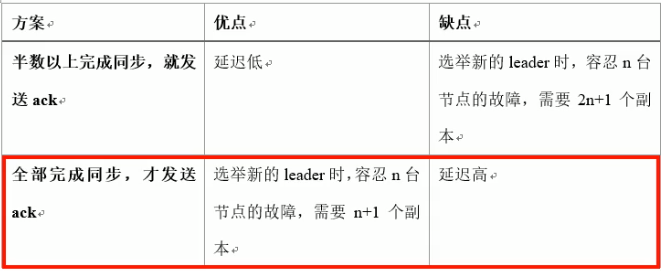 方案 优点 缺点
半数以上完成同步，就发 延迟低 选举新的 leader 时，容忍 n 台
送 ack 节点的故障，需要 2n+1 个副
本
全部完成同步，才发送 选举新的 leader 时，容忍 n 台 延迟高
ack 节点的故障，需要 n+1 个副
本